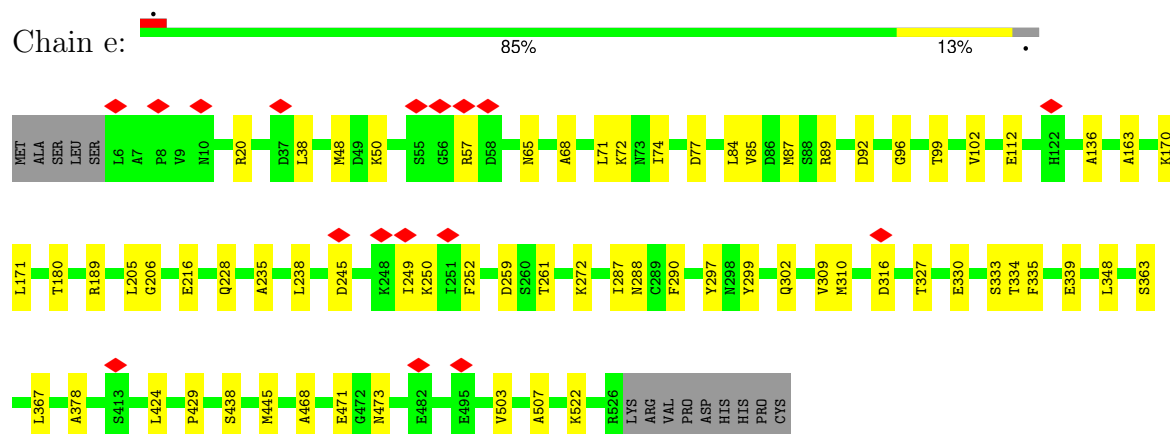 •
Chain e:
85% 13% •
MET ALA SER LEU SER L6 A7 P8 V9 N10 R20 D37 L38 M48 D49 K50 S55 G56 R57 D58 N65 A68 L71 K72 N73 I74 D77 L84 V85 D86 M87 S88 R89 D92 G96 T99 V102 E112 H122 A136 A163 K170
L171 T180 R189 L205 G206 E216 Q228 A235 L238 D245 K248 I249 K250 I251 F252 D259 S260 T261 K272 I287 N288 C289 F290 Y297 N298 Y299 Q302 V309 M310 D316 T327 E330 S333 T334 F335 E339 L348 S363
L367 A378 S413 L424 P429 S438 M445 A468 E471 G472 N473 E482 E495 V503 A507 K522 R526 LYS ARG VAL PRO ASP HIS HIS PRO CYS